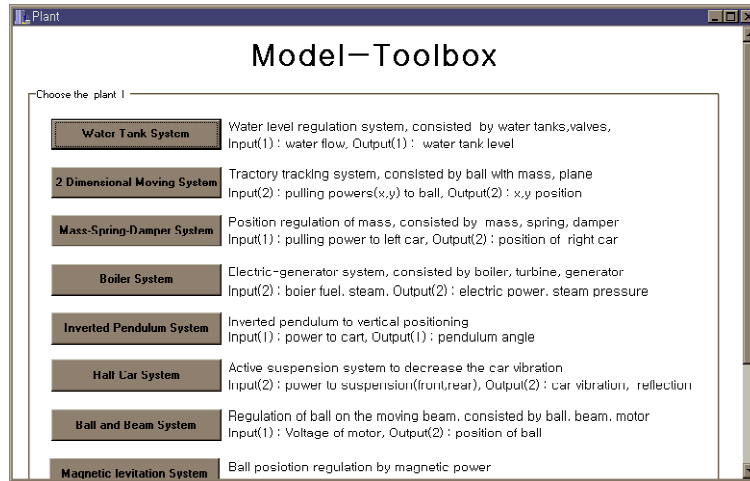 Plant
Model-Toolbox
Choose the plant !
Water Tank System
Water level regulation system, consisted by water tanks,valves,
Input(1) : water flow, Output(1) : water tank level
2 Dimensional Moving System
Tractory tracking system, consisted by ball with mass, plane
Input(2) : pulling powers(x,y) to ball, Output(2) : x,y position
Mass-Spring-Damper System
Position regulation of mass, consisted by mass, spring, damper
Input(1) : pulling power to left car, Output(2) : position of right car
Boiler System
Electric-generator system, consisted by boiler, turbine, generator
Input(2) : boier fuel, steam, Output(2) : electric power, steam pressure
Inverted Pendulum System
Inverted pendulum to vertical positioning
Input(1) : power to cart, Output(1) : pendulum angle
Half Car System
Active suspension system to decrease the car vibration
Input(2) : power to suspension(front,rear), Output(2) : car vibration, reflection
Ball and Beam System
Regulation of ball on the moving beam, consisted by ball, beam, motor
Input(1) : Voltage of motor, Output(2) : position of ball
Magnetic levitation System
Ball posiotion regulation by magnetic power